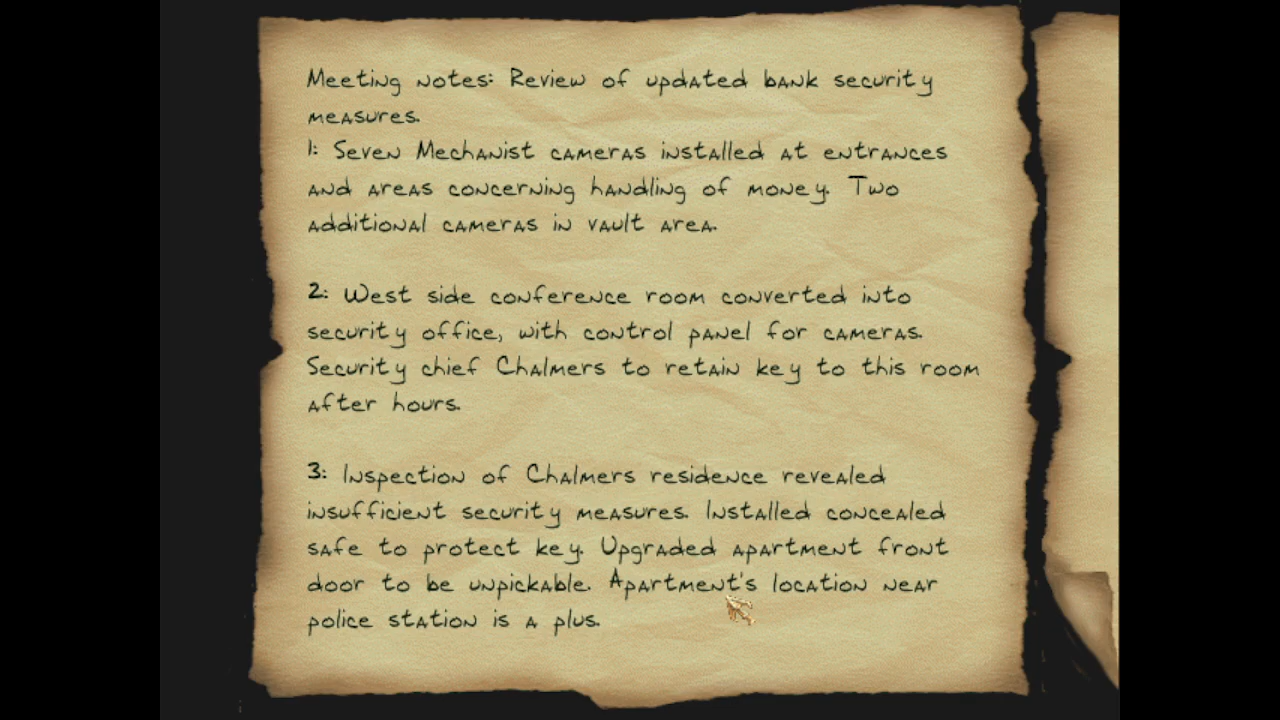 Meeting notes: Review of updated bank security
measures.
1: Seven Mechanist cameras installed at entrances
and areas concerning handling of money. Two
additional cameras in vault area.
2: West side conference room converted into
security office, with control panel for cameras.
Security chief Chalmers to retain key to this room
after hours.
3: Inspection of Chalmers residence revealed
insufficient security measures. Installed concealed
safe to protect key. Upgraded apartment front
door to be unpickable. Apartment's location near
police station is a plus.